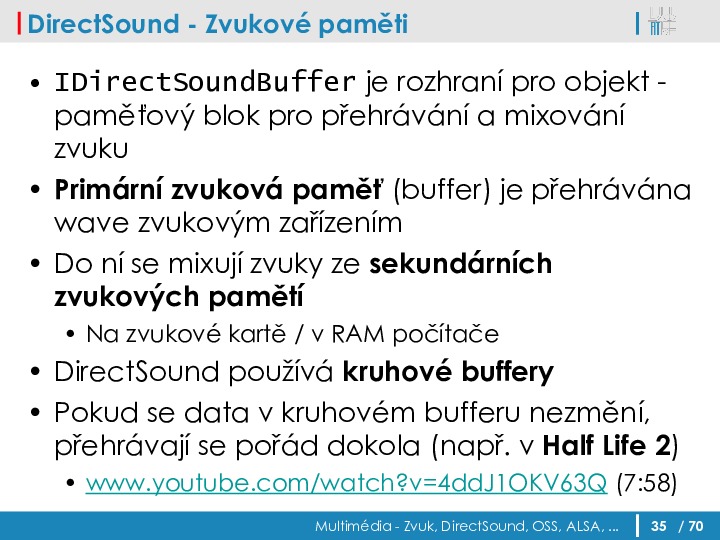 DirectSound - Zvukové paměti
• IDirectSoundBuffer je rozhraní pro objekt -
paměťový blok pro přehrávání a mixování
zvuku
• Primární zvuková paměť (buffer) je přehrávána
wave zvukovým zařízením
• Do ní se mixují zvuky ze sekundárních
zvukových pamětí
• Na zvukové kartě / v RAM počítače
• DirectSound používá kruhové buffery
• Pokud se data v kruhovém bufferu nezmění,
přehrávají se pořád dokola (např. v Half Life 2)
• www.youtube.com/watch?v=4ddJ1OKV63Q (7:58)
Multimédia - Zvuk, DirectSound, OSS, ALSA, ... 35 / 70